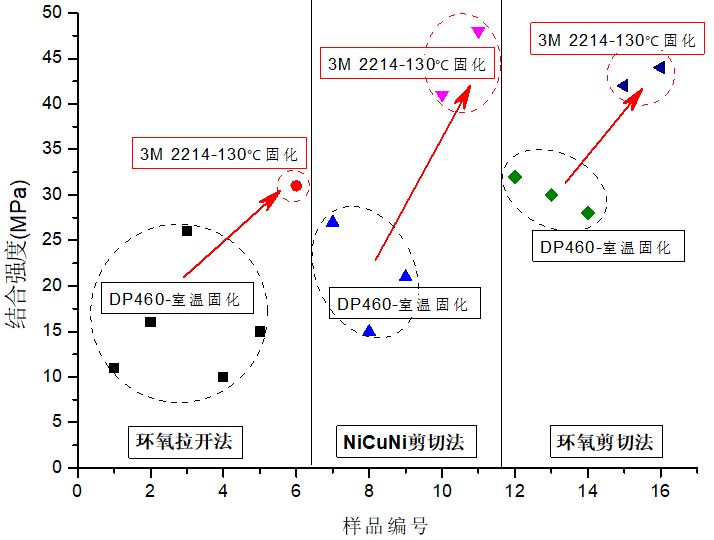 50
45
40
35
30
25
20
15
10
5
0
结合强度(MPa)
3M 2214-130℃固化
3M 2214-130℃固化
3M 2214-130℃固化
DP460-室温固化
DP460-室温固化
DP460-室温固化
环氧拉开法
NiCuNi剪切法
环氧剪切法
0 2 4 6 8 10 12 14 16
样品编号